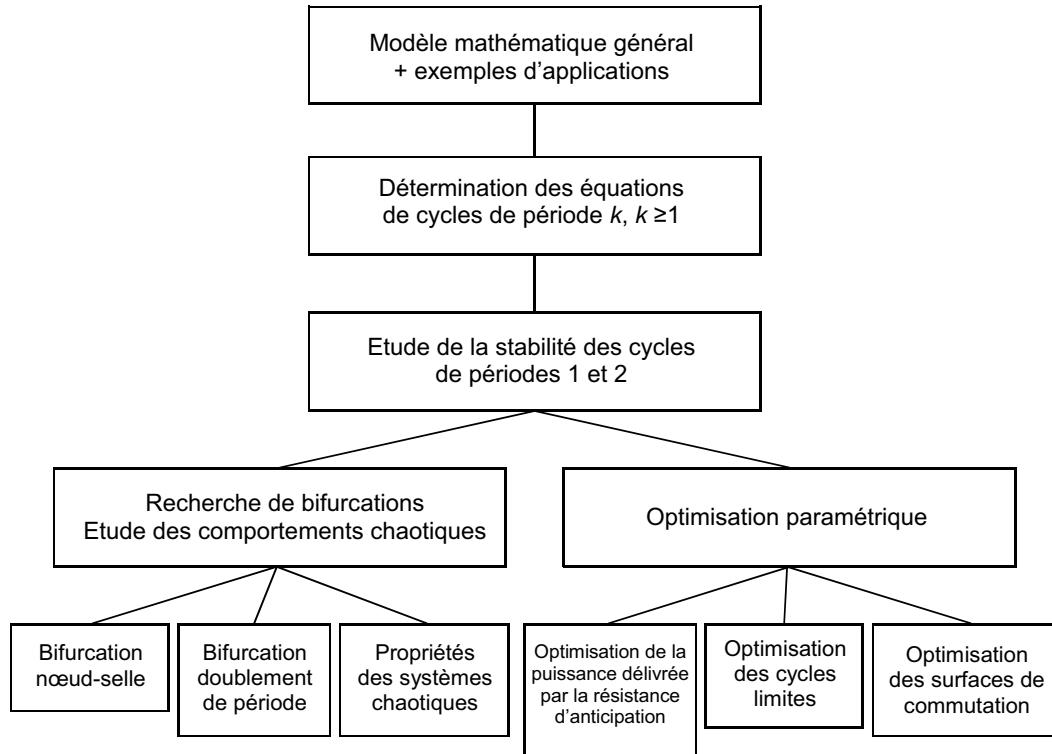 Modèle mathématique général
+ exemples d'applications
Détermination des équations
de cycles de période k, k ≥1
Etude de la stabilité des cycles
de périodes 1 et 2
Recherche de bifurcations
Etude des comportements chaotiques
Optimisation paramétrique
Bifurcation
nœud-selle
Bifurcation
doublement
de période
Propriétés
des systèmes
chaotiques
Optimisation de la
puissance délivrée
par la résistance
d'anticipation
Optimisation
des cycles
limites
Optimisation
des surfaces de
commutation